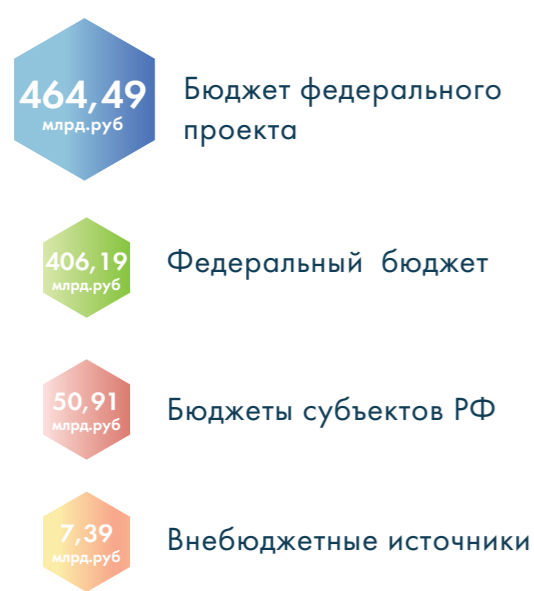 464,49
млрд.руб
Бюджет федерального
проекта
406,19
млрд.руб
Федеральный бюджет
50,91
млрд.руб
Бюджеты субъектов РФ
7,39
млрд.руб
Внебюджетные источники